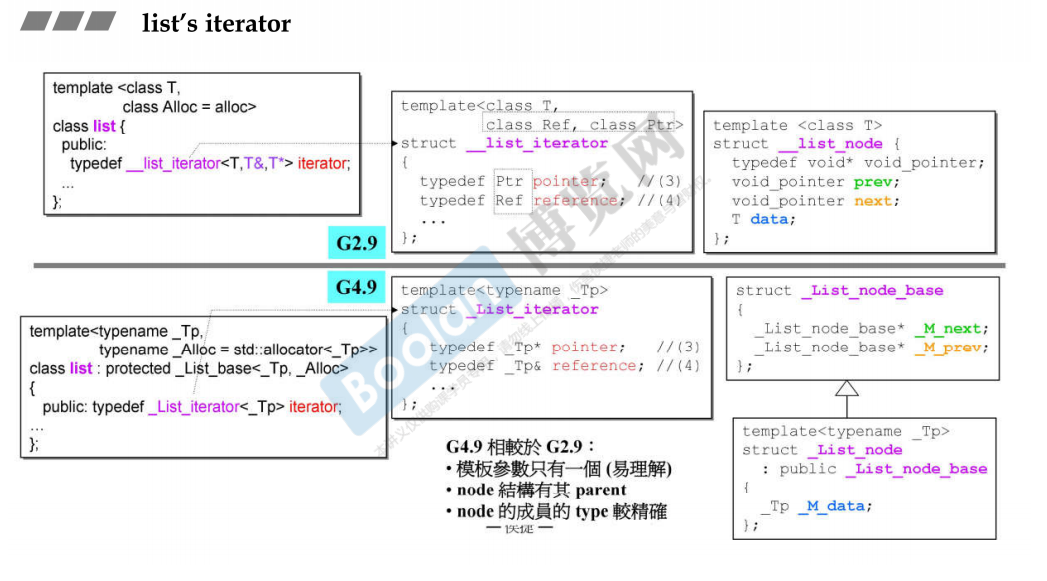 list's iterator
template <class T,
class Alloc = alloc>
class list {
public:
typedef __list_iterator<T,T&,T*> iterator;
...
};
template<class T,
class Ref, class Ptr>
struct __list_iterator
{
typedef Ptr pointer; //(3)
typedef Ref reference; //(4)
...
};
template <class T>
struct __list_node {
typedef void* void_pointer;
void_pointer prev;
void_pointer next;
T data;
};
G2.9
G4.9
template<typename _Tp,
typename _Alloc = std::allocator<_Tp>>
class list : protected _List_base<_Tp, _Alloc>
{
public: typedef _List_iterator<_Tp> iterator;
...
};
template<typename _Tp>
struct _List_iterator
{
typedef _Tp* pointer; //(3)
typedef _Tp& reference; //(4)
...
};
struct _List_node_base
{
_List_node_base* _M_next;
_List_node_base* _M_prev;
};
template<typename _Tp>
struct _List_node
: public _List_node_base
{
_Tp _M_data;
};
G4.9 相較於 G2.9：
• 模板參數只有一個 (易理解)
• node 結構有其 parent
• node 的成員的 type 較精確
— 侯捷 —
Boolan 博览网